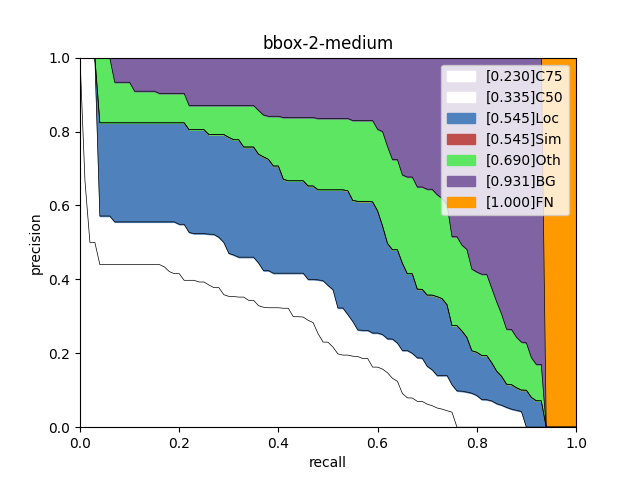 bbox-2-medium
1.0
0.8
0.6
0.4
0.2
0.0
precision
[0.230]C75
[0.335]C50
[0.545]Loc
[0.545]Sim
[0.690]Oth
[0.931]BG
[1.000]FN
0.0 0.2 0.4 0.6 0.8 1.0
recall